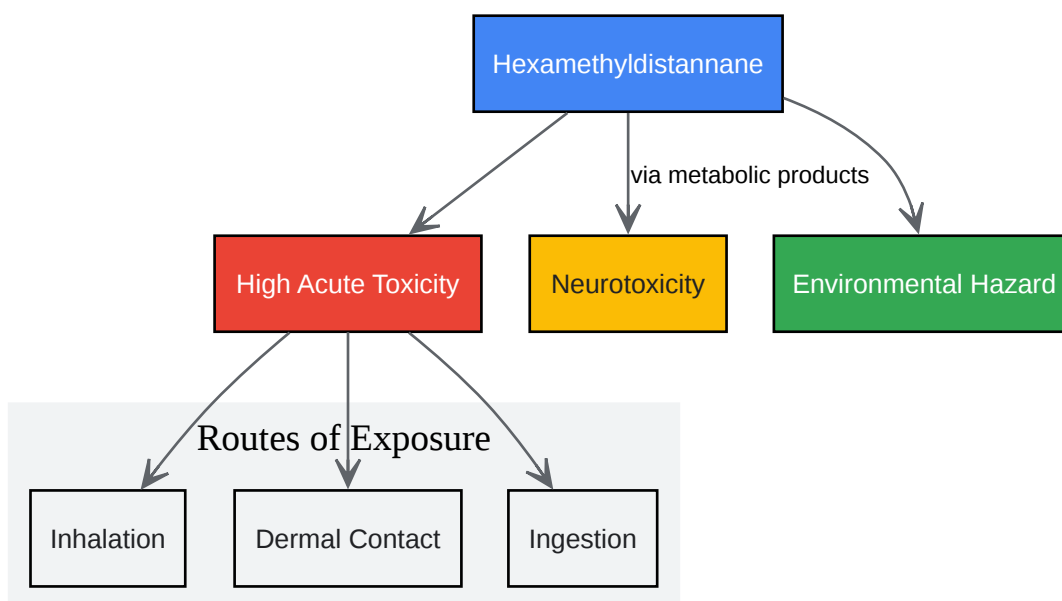 Hexamethyldistannane
via metabolic products
High Acute Toxicity
Neurotoxicity
Environmental Hazard
Routes of Exposure
Inhalation
Dermal Contact
Ingestion